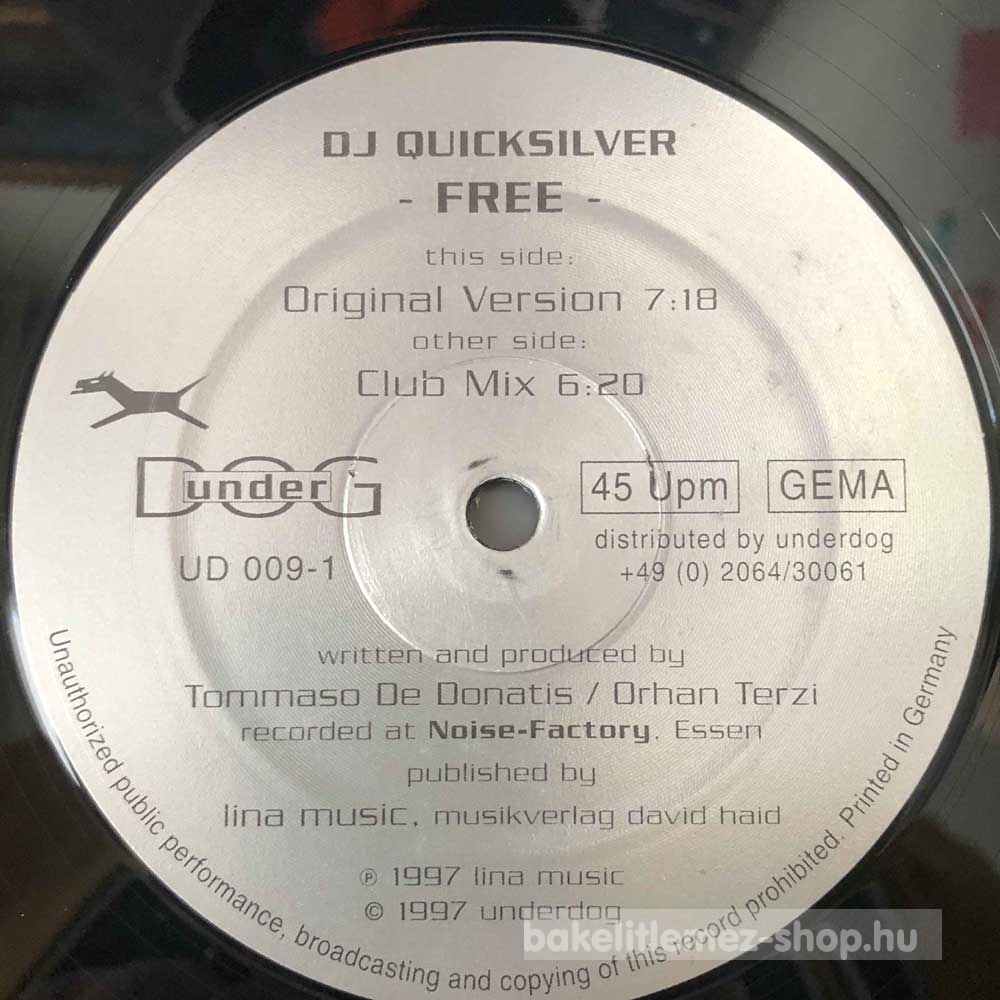 DJ QUICKSILVER
- FREE -
this side:
Original Version 7:18
other side:
Club Mix 6:20
DOG
under
UD 009-1
45 Upm
GEMA
distributed by underdog
+49 (0) 2064/30061
written and produced by
Tommaso De Donatis / Orhan Terzi
recorded at Noise-Factory, Essen
published by
lina music, musikverlag david haid
℗ 1997 lina music
© 1997 underdog
Unauthorized public performance, broadcasting and copying of this record prohibited. Printed in Germany
bakelitlemez-shop.hu